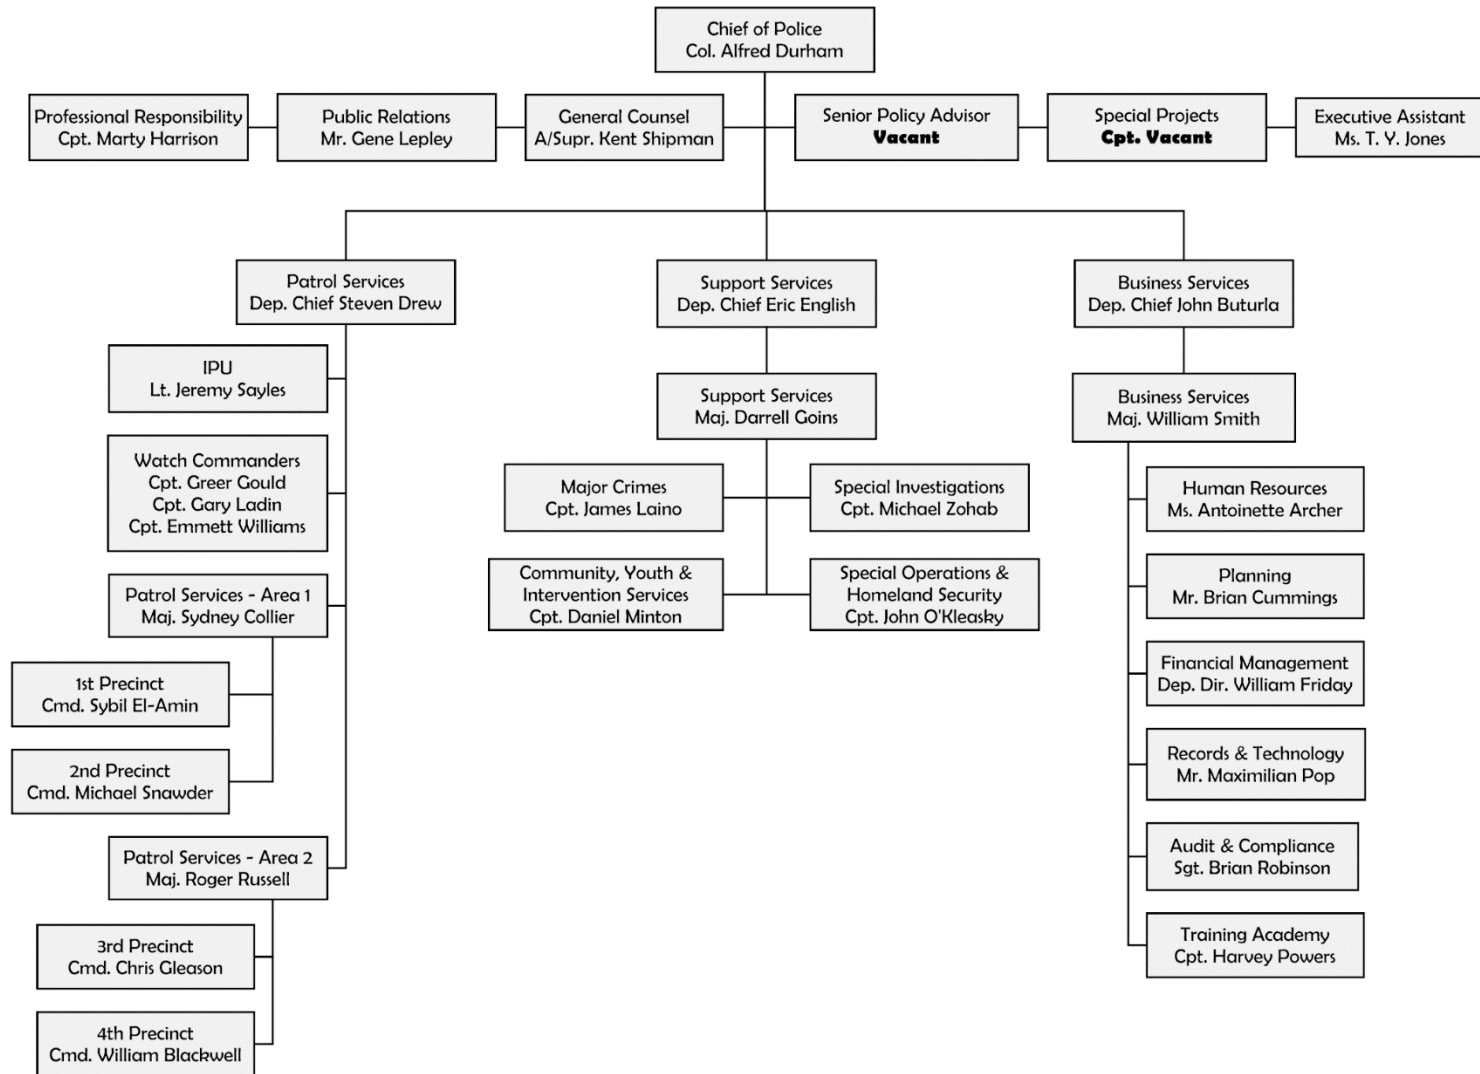 Chief of Police
Col. Alfred Durham
Professional Responsibility
Cpt. Marty Harrison
Public Relations
Mr. Gene Lepley
General Counsel
A/Supr. Kent Shipman
Senior Policy Advisor
Vacant
Special Projects
Cpt. Vacant
Executive Assistant
Ms. T. Y. Jones
Patrol Services
Dep. Chief Steven Drew
IPU
Lt. Jeremy Sayles
Watch Commanders
Cpt. Greer Gould
Cpt. Gary Ladin
Cpt. Emmett Williams
Patrol Services - Area 1
Maj. Sydney Collier
1st Precinct
Cmd. Sybil El-Amin
2nd Precinct
Cmd. Michael Snawder
Patrol Services - Area 2
Maj. Roger Russell
3rd Precinct
Cmd. Chris Gleason
4th Precinct
Cmd. William Blackwell
Support Services
Dep. Chief Eric English
Support Services
Maj. Darrell Goins
Major Crimes
Cpt. James Laino
Special Investigations
Cpt. Michael Zohab
Community, Youth &
Intervention Services
Cpt. Daniel Minton
Special Operations &
Homeland Security
Cpt. John O'Kleasky
Business Services
Dep. Chief John Buturla
Business Services
Maj. William Smith
Human Resources
Ms. Antoinette Archer
Planning
Mr. Brian Cummings
Financial Management
Dep. Dir. William Friday
Records & Technology
Mr. Maximilian Pop
Audit & Compliance
Sgt. Brian Robinson
Training Academy
Cpt. Harvey Powers